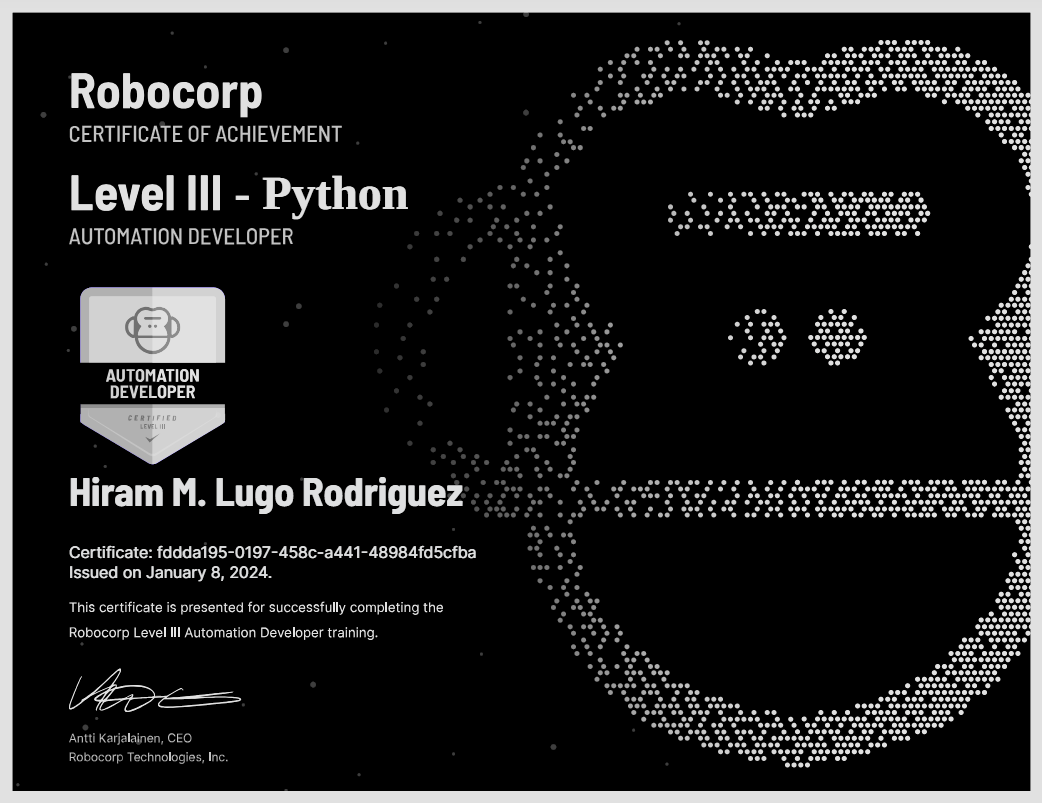 Robocorp
CERTIFICATE OF ACHIEVEMENT
Level III - Python
AUTOMATION DEVELOPER
AUTOMATION
DEVELOPER
CERTIFIED
LEVEL III
Hiram M. Lugo Rodriguez
Certificate: fddda195-0197-458c-a441-48984fd5cfba
Issued on January 8, 2024.
This certificate is presented for successfully completing the
Robocorp Level III Automation Developer training.
Antti Karjalainen, CEO
Robocorp Technologies, Inc.